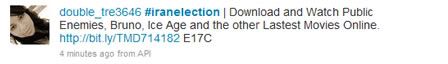 double_tre3646 #iranelection | Download and Watch Public
Enemies, Bruno, Ice Age and the other Lastest Movies Online.
http://bit.ly/TMD714182 E17C
4 minutes ago from API